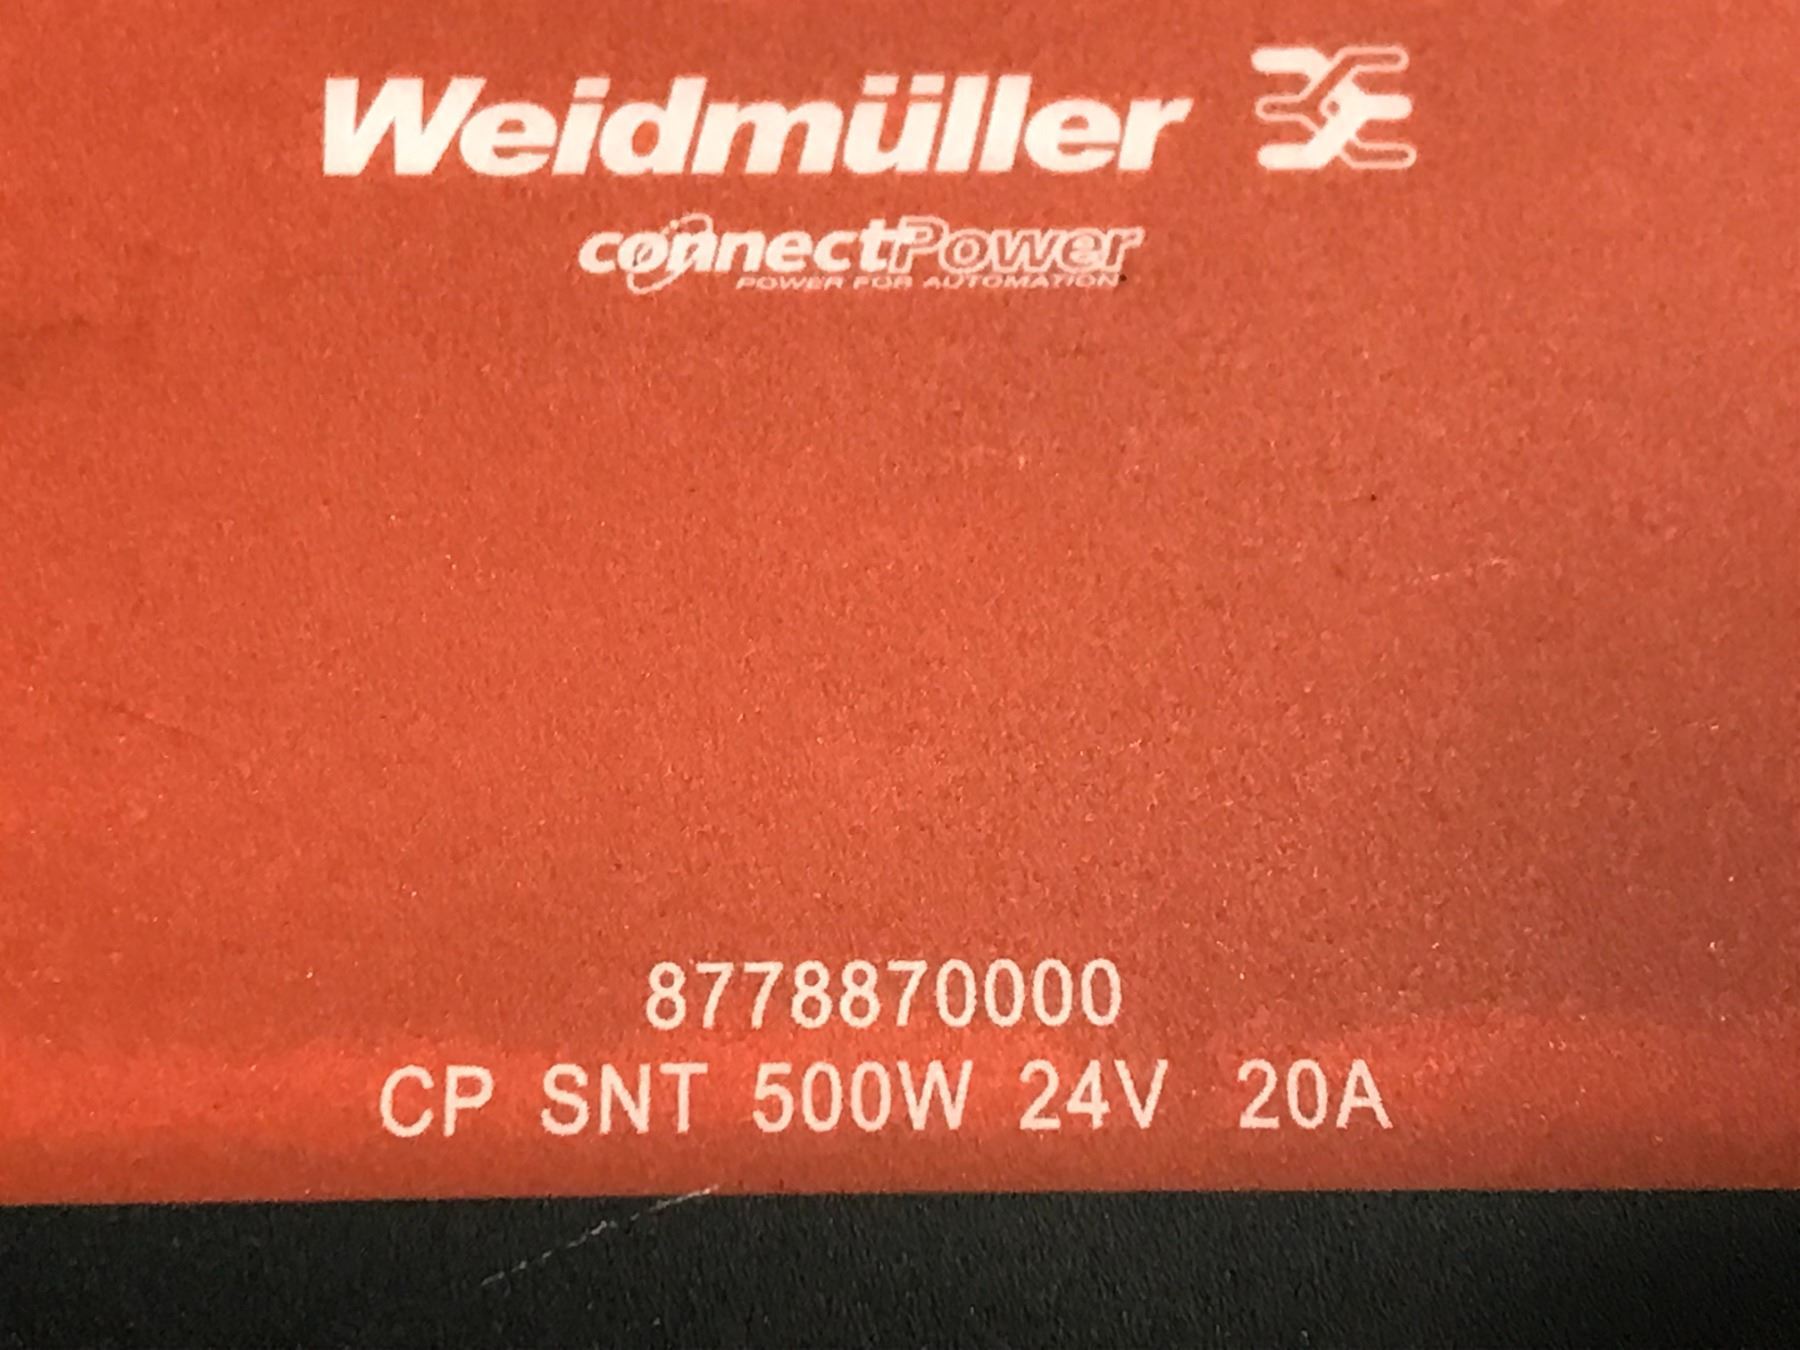 Weidmüller
connectPower
POWER FOR AUTOMATION
8778870000
CP SNT 500W 24V 20A